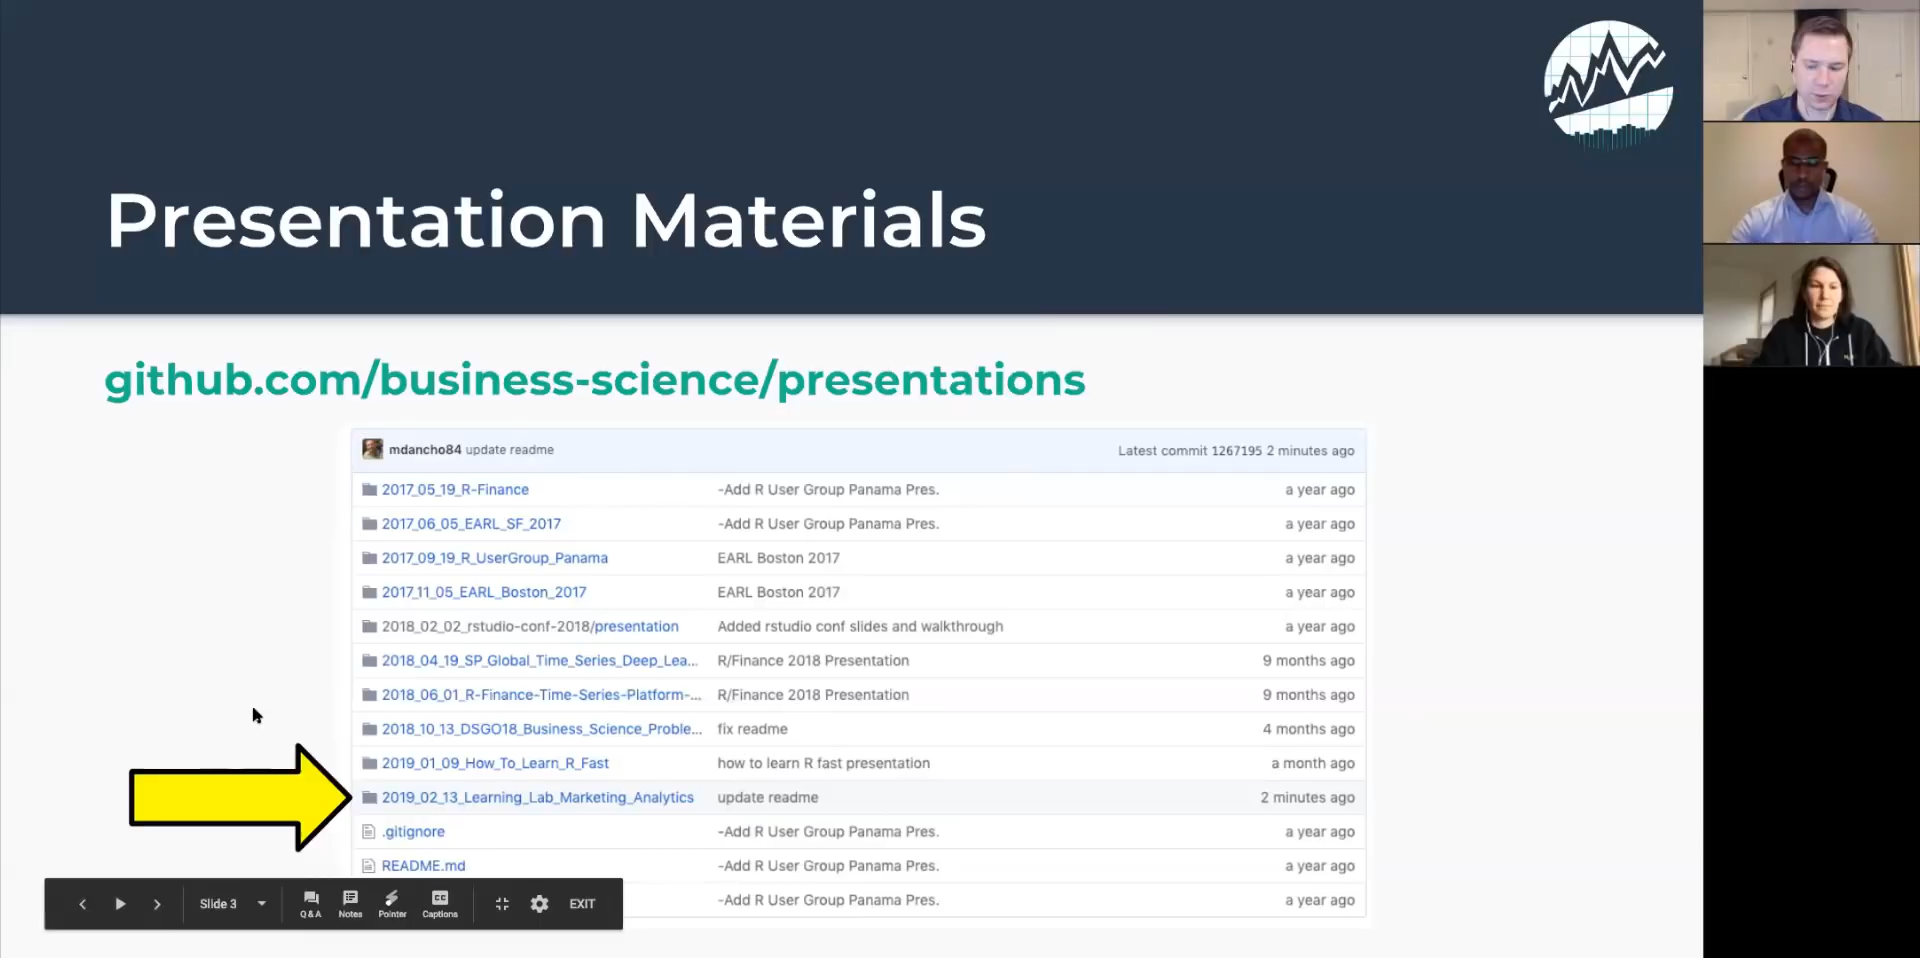 Presentation Materials
github.com/business-science/presentations
mdancho84 update readme Latest commit 1267195 2 minutes ago
2017_05_19_R-Finance -Add R User Group Panama Pres. a year ago
2017_06_05_EARL_SF_2017 -Add R User Group Panama Pres. a year ago
2017_09_19_R_UserGroup_Panama EARL Boston 2017 a year ago
2017_11_05_EARL_Boston_2017 EARL Boston 2017 a year ago
2018_02_02_rstudio-conf-2018/presentation Added rstudio conf slides and walkthrough a year ago
2018_04_19_SP_Global_Time_Series_Deep_Lea... R/Finance 2018 Presentation 9 months ago
2018_06_01_R-Finance-Time-Series-Platform-... R/Finance 2018 Presentation 9 months ago
2018_10_13_DSGO18_Business_Science_Proble... fix readme 4 months ago
2019_01_09_How_To_Learn_R_Fast how to learn R fast presentation a month ago
2019_02_13_Learning_Lab_Marketing_Analytics update readme 2 minutes ago
.gitignore -Add R User Group Panama Pres. a year ago
README.md -Add R User Group Panama Pres. a year ago
-Add R User Group Panama Pres. a year ago
Slide 3 Q & A Notes Pointer CC Captions EXIT